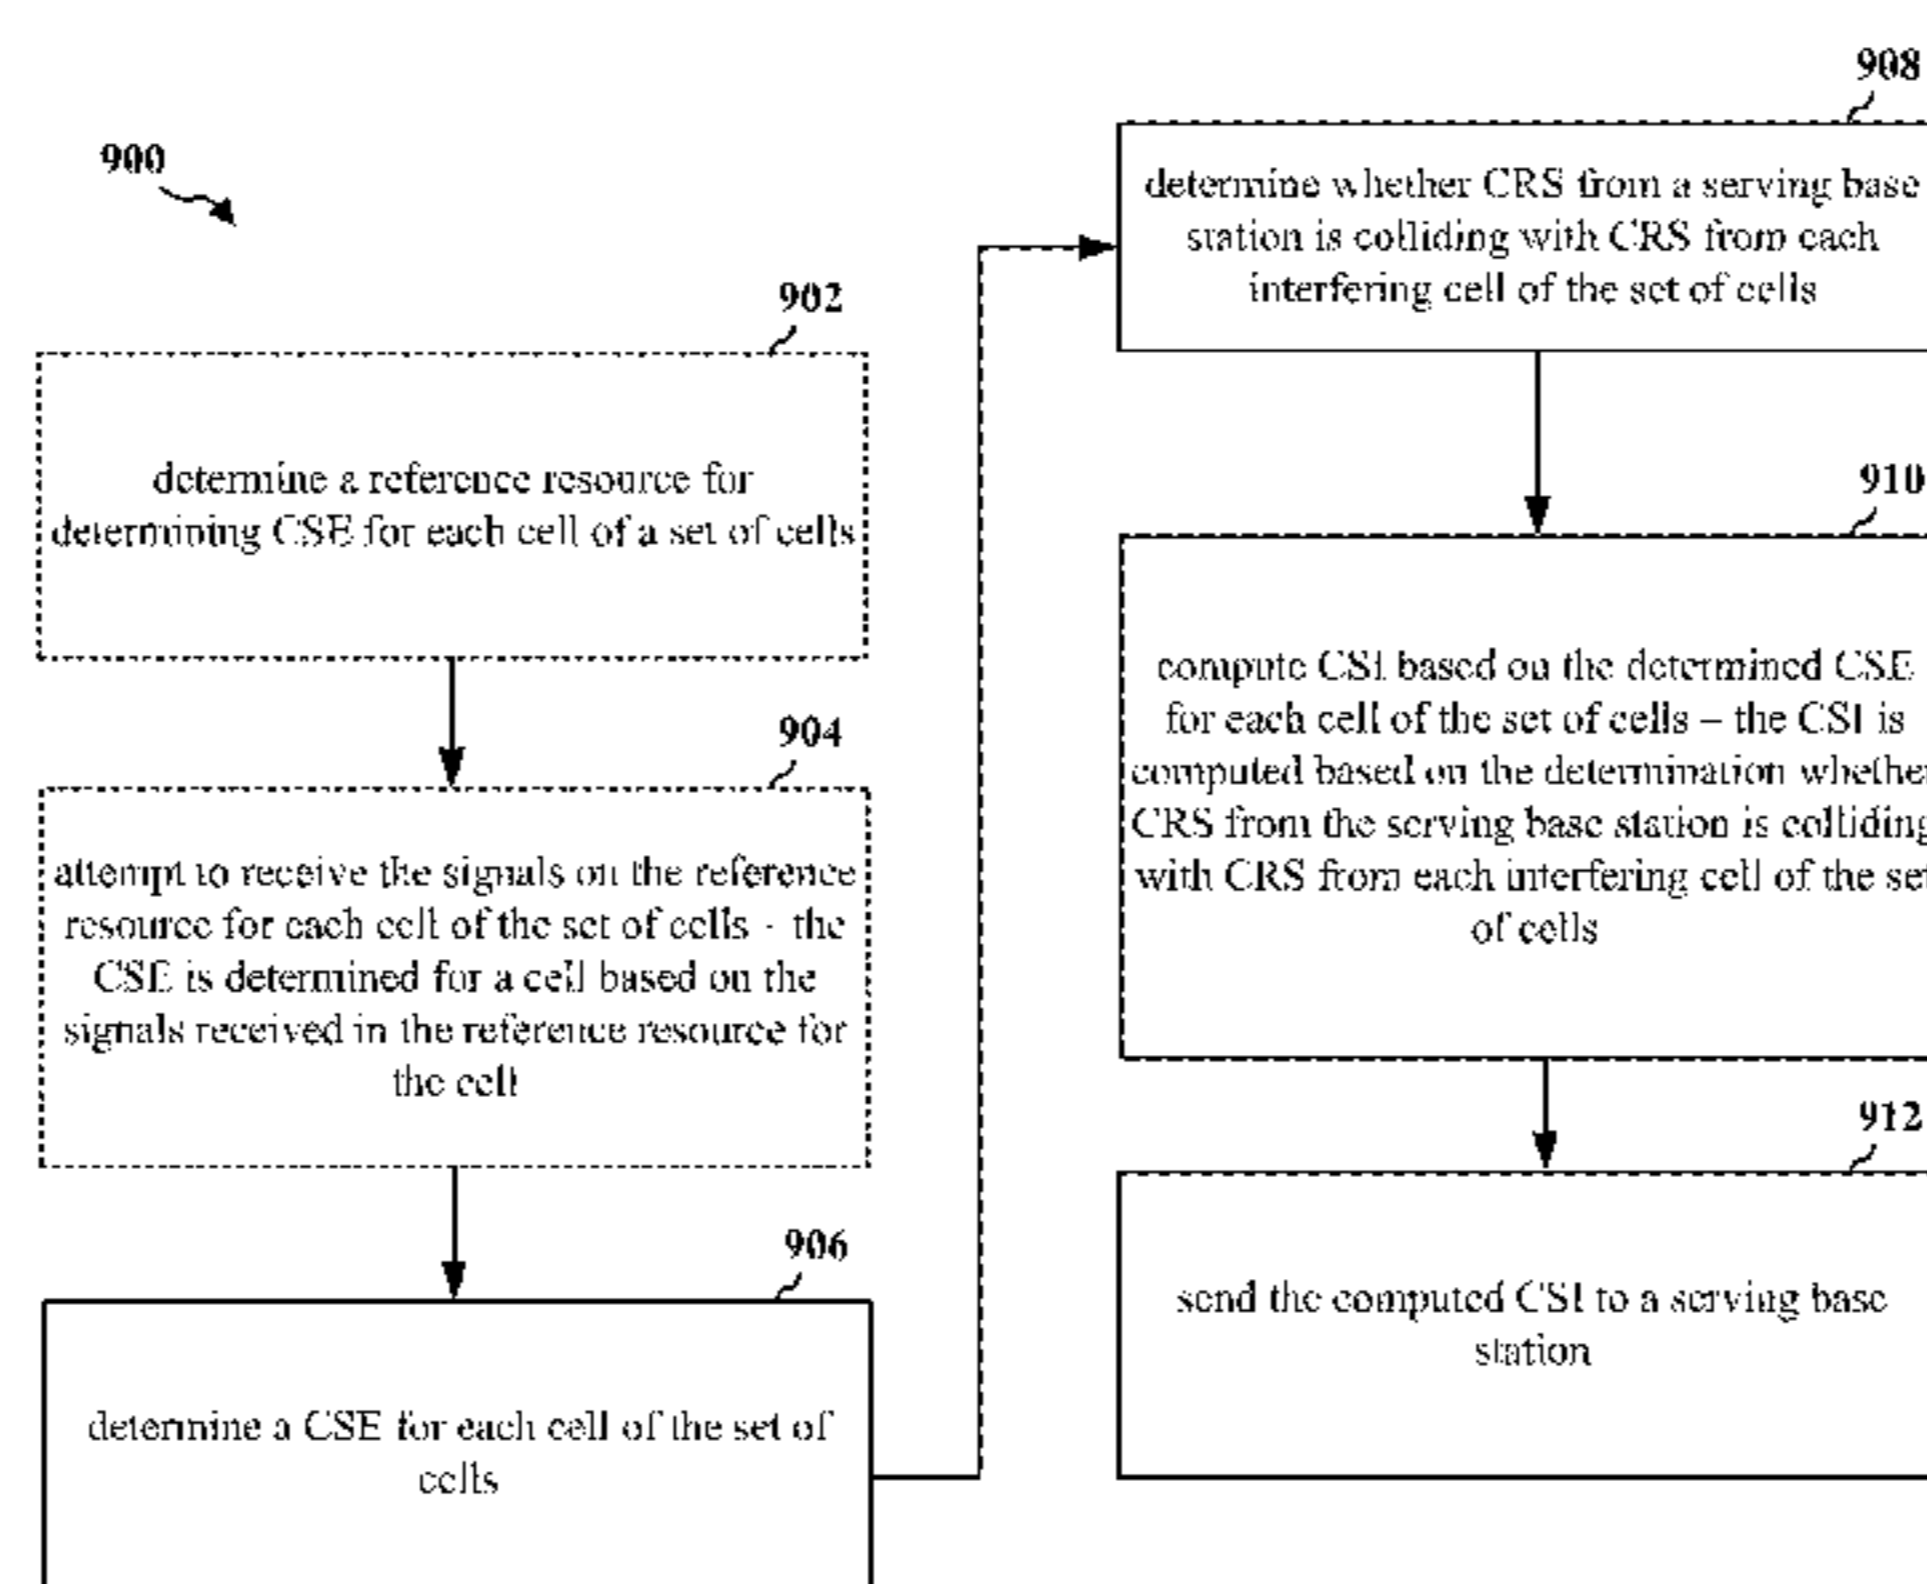 900
902
determine a reference resource for
determining CSE for each cell of a set of cells
904
attempt to receive the signals on the reference
resource for each cell of the set of cells - the
CSE is determined for a cell based on the
signals received in the reference resource for
the cell
906
determine a CSE for each cell of the set of
cells
908
determine whether CRS from a serving base
station is colliding with CRS from each
interfering cell of the set of cells
910
compute CSI based on the determined CSE
for each cell of the set of cells – the CSI is
computed based on the determination whether
CRS from the serving base station is colliding
with CRS from each interfering cell of the set
of cells
912
send the computed CSI to a serving base
station